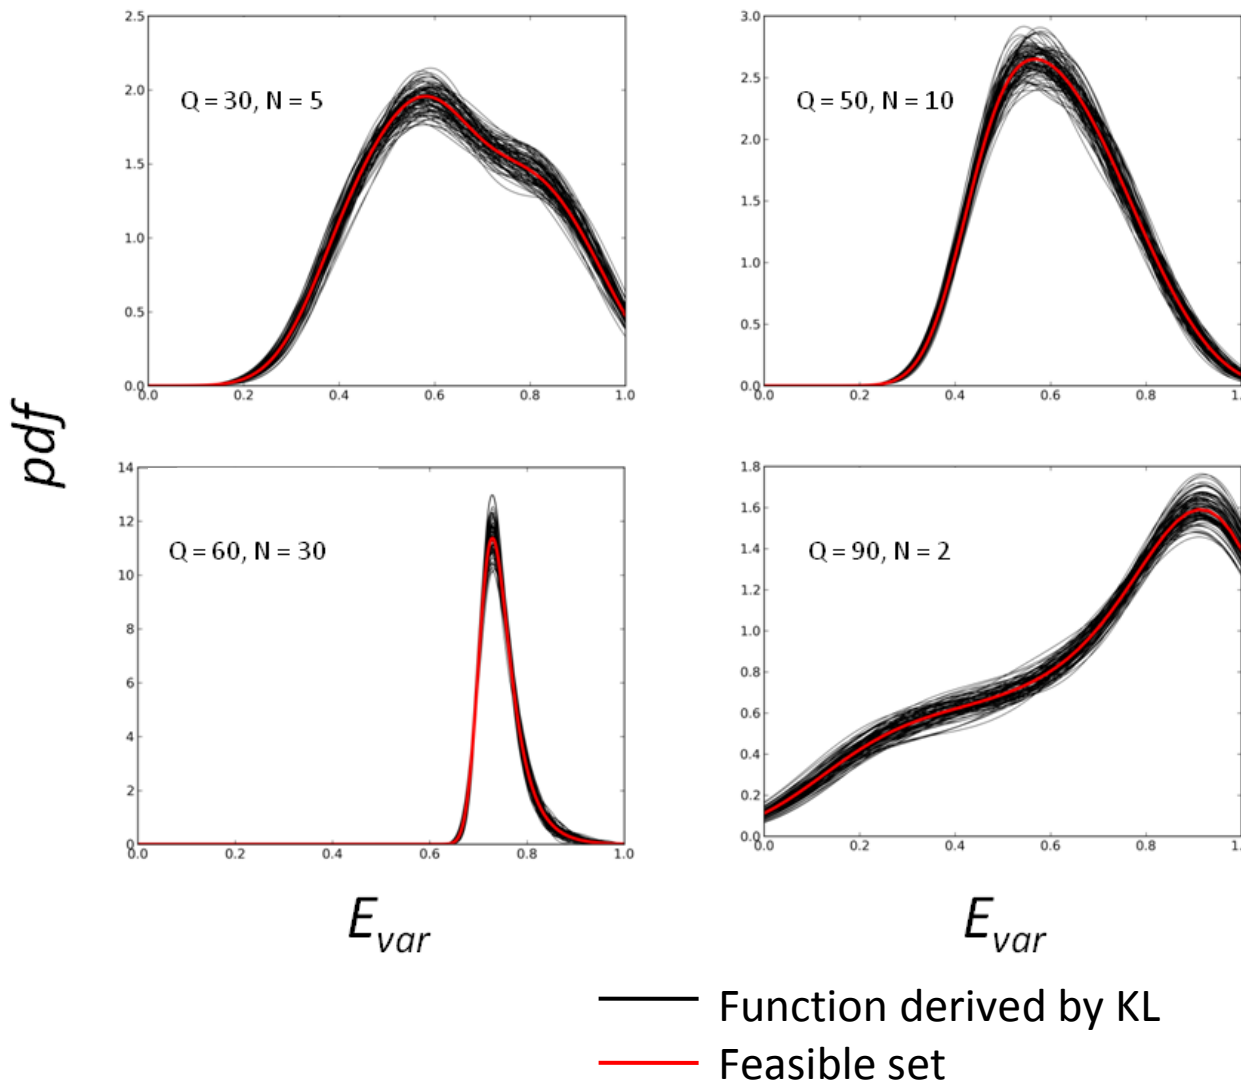 2.5
2.0
1.5
1.0
0.5
0.0
0.0 0.2 0.4 0.6 0.8 1.0
Q = 30, N = 5
3.0
2.5
2.0
1.5
1.0
0.5
0.0
0.0 0.2 0.4 0.6 0.8 1.
Q = 50, N = 10
pdf
14
12
10
8
6
4
2
0
0.0 0.2 0.4 0.6 0.8 1.0
Q = 60, N = 30
1.8
1.6
1.4
1.2
1.0
0.8
0.6
0.4
0.2
0.0
0.0 0.2 0.4 0.6 0.8 1.
Q = 90, N = 2
Evar Evar
Function derived by KL
Feasible set